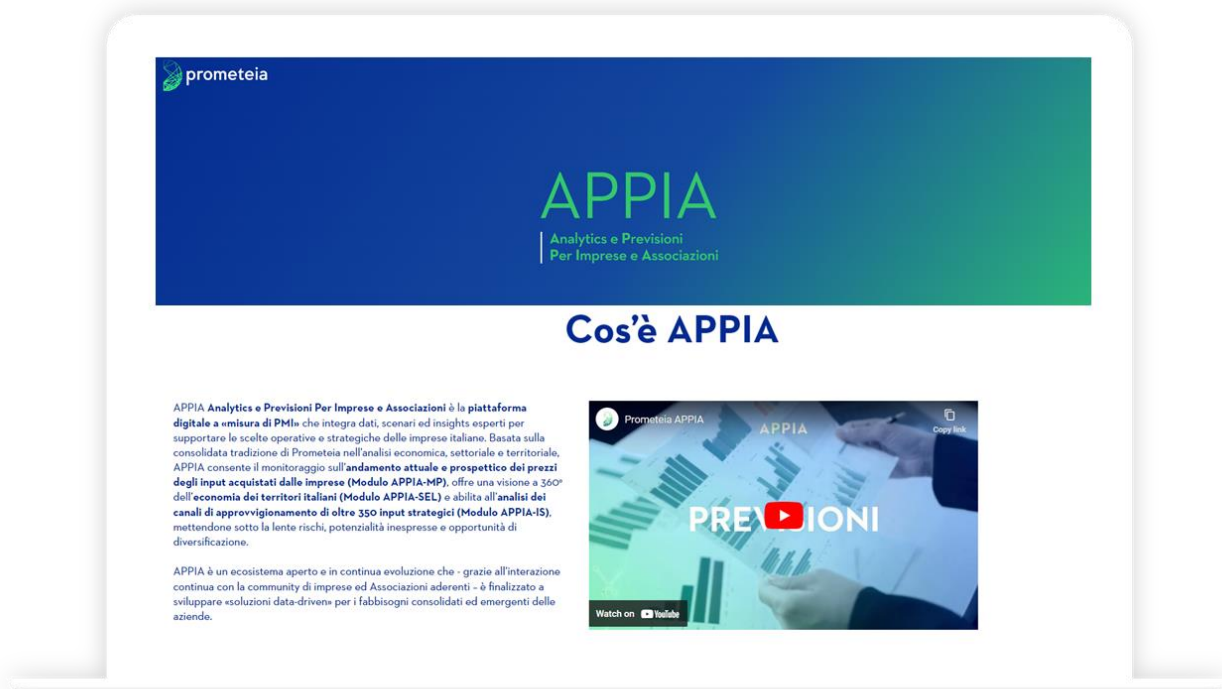 prometeia
APPIA
Analytics e Previsioni
Per Imprese e Associazioni
Cos'è APPIA
APPIA Analytics e Previsioni Per Imprese e Associazioni è la piattaforma
digitale a «misura di PMI» che integra dati, scenari ed insights esperti per
supportare le scelte operative e strategiche delle imprese italiane. Basata sulla
consolidata tradizione di Prometeia nell'analisi economica, settoriale e territoriale,
APPIA consente il monitoraggio sull'andamento attuale e prospettico dei prezzi
degli input acquistati dalle imprese (Modulo APPIA-MP), offre una visione a 360°
dell'economia dei territori italiani (Modulo APPIA-SEL) e abilita all'analisi dei
canali di approvvigionamento di oltre 350 input strategici (Modulo APPIA-IS),
mettendone sotto la lente rischi, potenzialità inespresse e opportunità di
diversificazione.
APPIA è un ecosistema aperto e in continua evoluzione che - grazie all'interazione
continua con la community di imprese ed Associazioni aderenti - è finalizzato a
sviluppare «soluzioni data-driven» per i fabbisogni consolidati ed emergenti delle
aziende.
Prometeia APPIA
APPIA
Copy link
PREVISIONI
Watch on YouTube